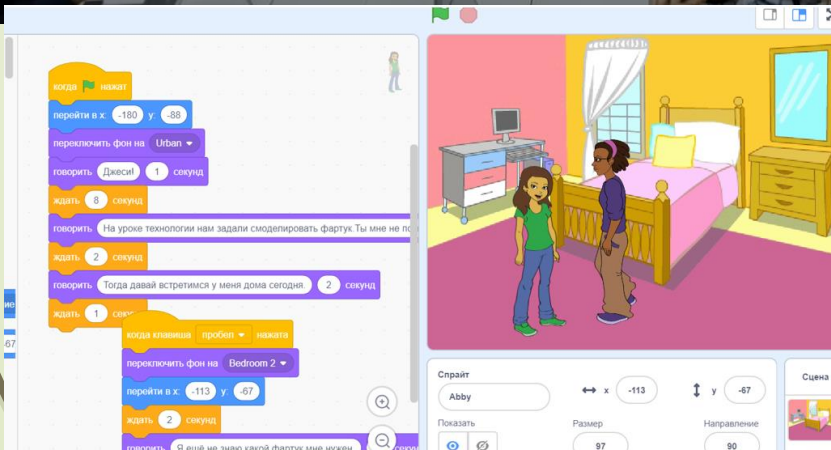 когда нажат
перейти в x: -180 y: -88
переключить фон на Urban
говорить Джеси! 1 секунд
ждать 8 секунд
говорить На уроке технологии нам задали смоделировать фартук.Ты мне не
ждать 2 секунд
говорить Тогда давай встретимся у меня дома сегодня. 2 секунд
ждать 1
когда клавиша пробел нажата
переключить фон на Bedroom 2
перейти в x: -113 y: -67
ждать 2 секунд
говорить Я ещё не знаю какой фартук мне нужен
-67
Спрайт
Abby
x -113 y -67
Показать Размер Направление
97 90
Сцена